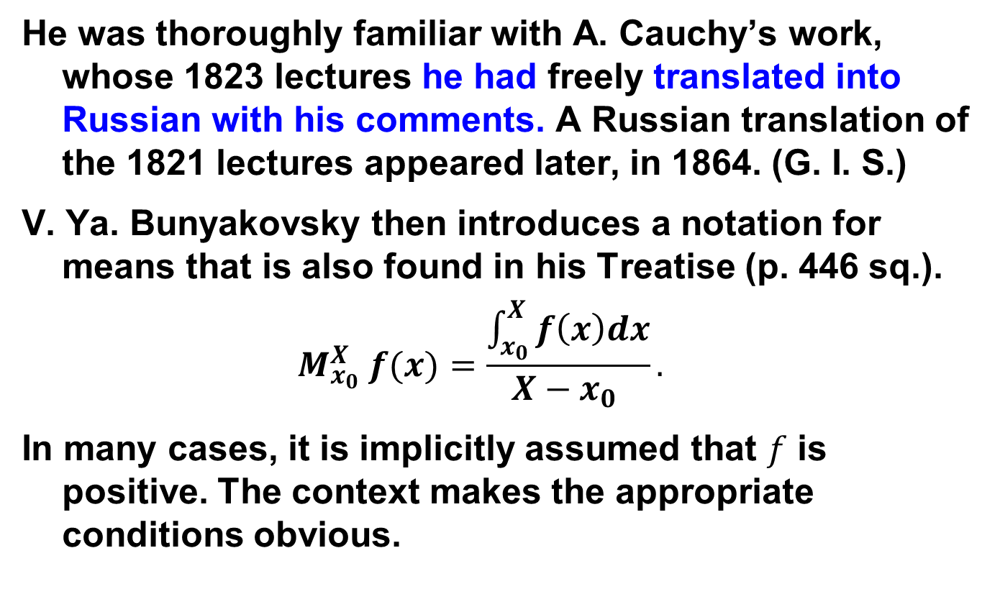 He was thoroughly familiar with A. Cauchy’s work,
whose 1823 lectures he had freely translated into
Russian with his comments. A Russian translation of
the 1821 lectures appeared later, in 1864. (G. I. S.)
V. Ya. Bunyakovsky then introduces a notation for
means that is also found in his Treatise (p. 446 sq.).
$M_{x_0}^{X} f(x) = \frac{\int_{x_0}^{X} f(x)dx}{X - x_0}.$
In many cases, it is implicitly assumed that f is
positive. The context makes the appropriate
conditions obvious.